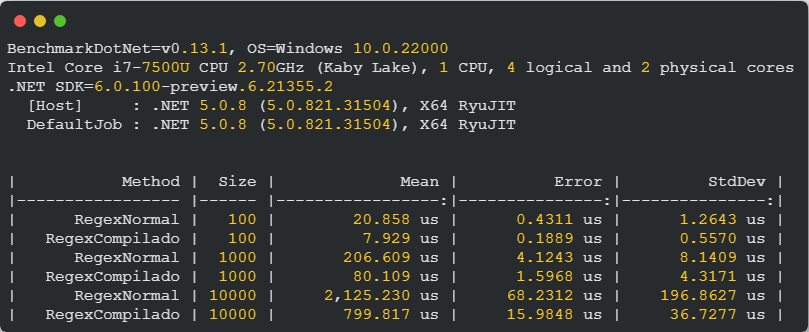 BenchmarkDotNet=v0.13.1, OS=Windows 10.0.22000
Intel Core i7-7500U CPU 2.70GHz (Kaby Lake), 1 CPU, 4 logical and 2 physical cores
.NET SDK=6.0.100-preview.6.21355.2
  [Host]     : .NET 5.0.8 (5.0.821.31504), X64 RyuJIT
  DefaultJob : .NET 5.0.8 (5.0.821.31504), X64 RyuJIT
|           Method |  Size |             Mean |          Error |         StdDev |
|----------------- |------ |-----------------:|---------------:|---------------:|
|      RegexNormal |   100 |        20.858 us |      0.4311 us |      1.2643 us |
|   RegexCompilado |   100 |         7.929 us |      0.1889 us |      0.5570 us |
|      RegexNormal |  1000 |       206.609 us |      4.1243 us |      8.1409 us |
|   RegexCompilado |  1000 |        80.109 us |      1.5968 us |      4.3171 us |
|      RegexNormal | 10000 |     2,125.230 us |     68.2312 us |    196.8627 us |
|   RegexCompilado | 10000 |       799.817 us |     15.9848 us |     36.7277 us |